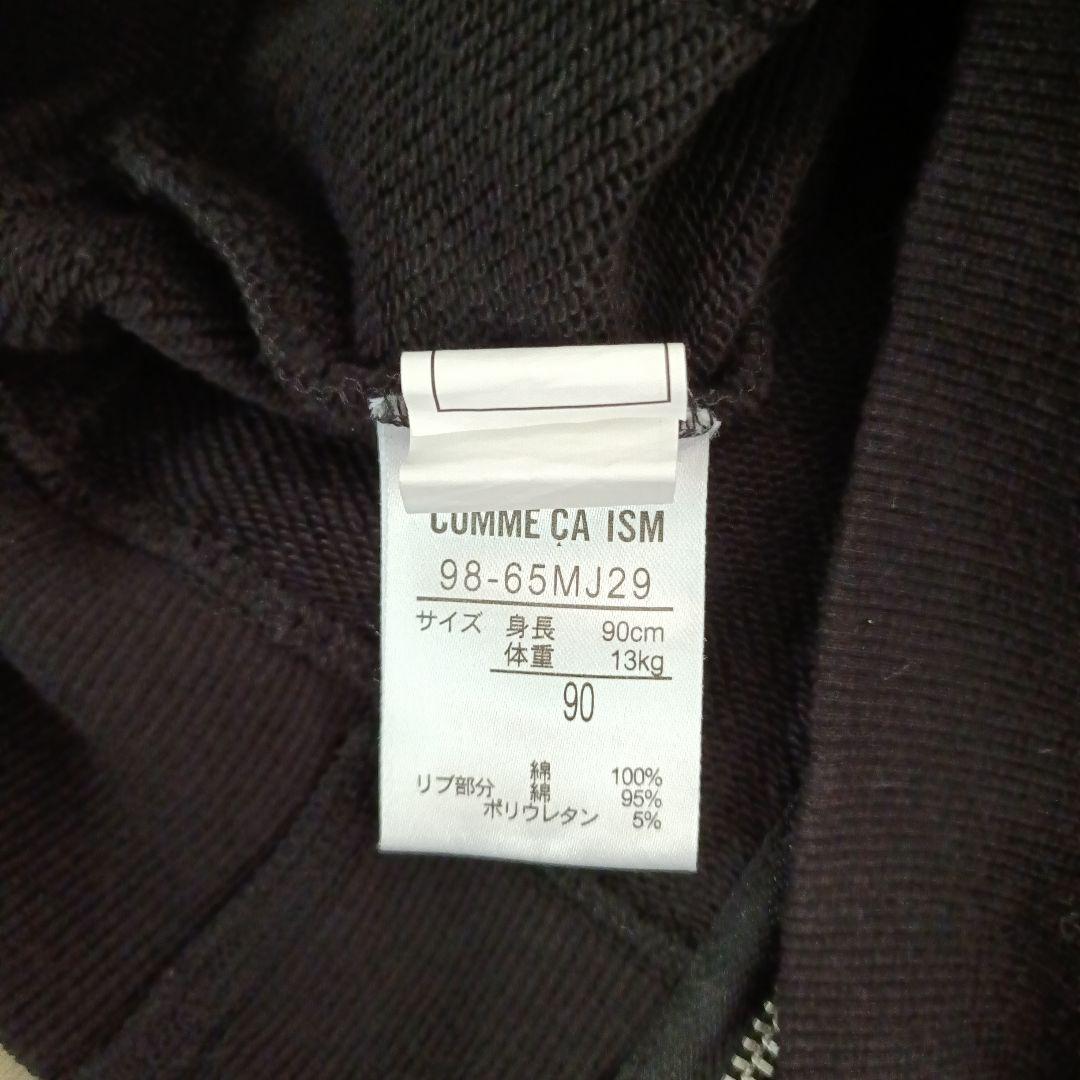 COMME ÇA ISM
98-65MJ29
サイズ 身長 90cm
体重 13kg
90
綿 100%
リブ部分 綿 95%
ポリウレタン 5%